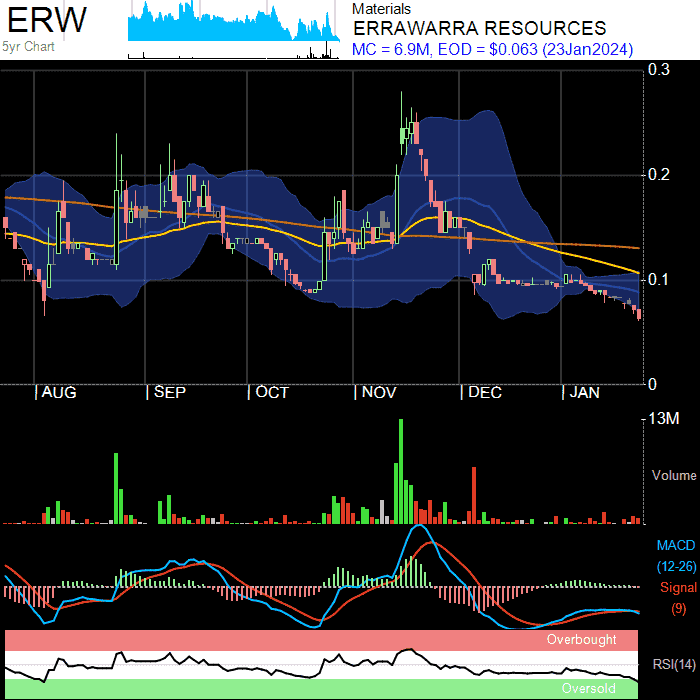 ERW
5yr Chart
Materials
ERRAWARRA RESOURCES
MC = 6.9M, EOD = $0.063 (23Jan2024)
0.3
0.2
0.1
0
AUG SEP OCT NOV DEC JAN
13M
Volume
MACD
(12-26)
Signal
(9)
Overbought
RSI(14)
Oversold